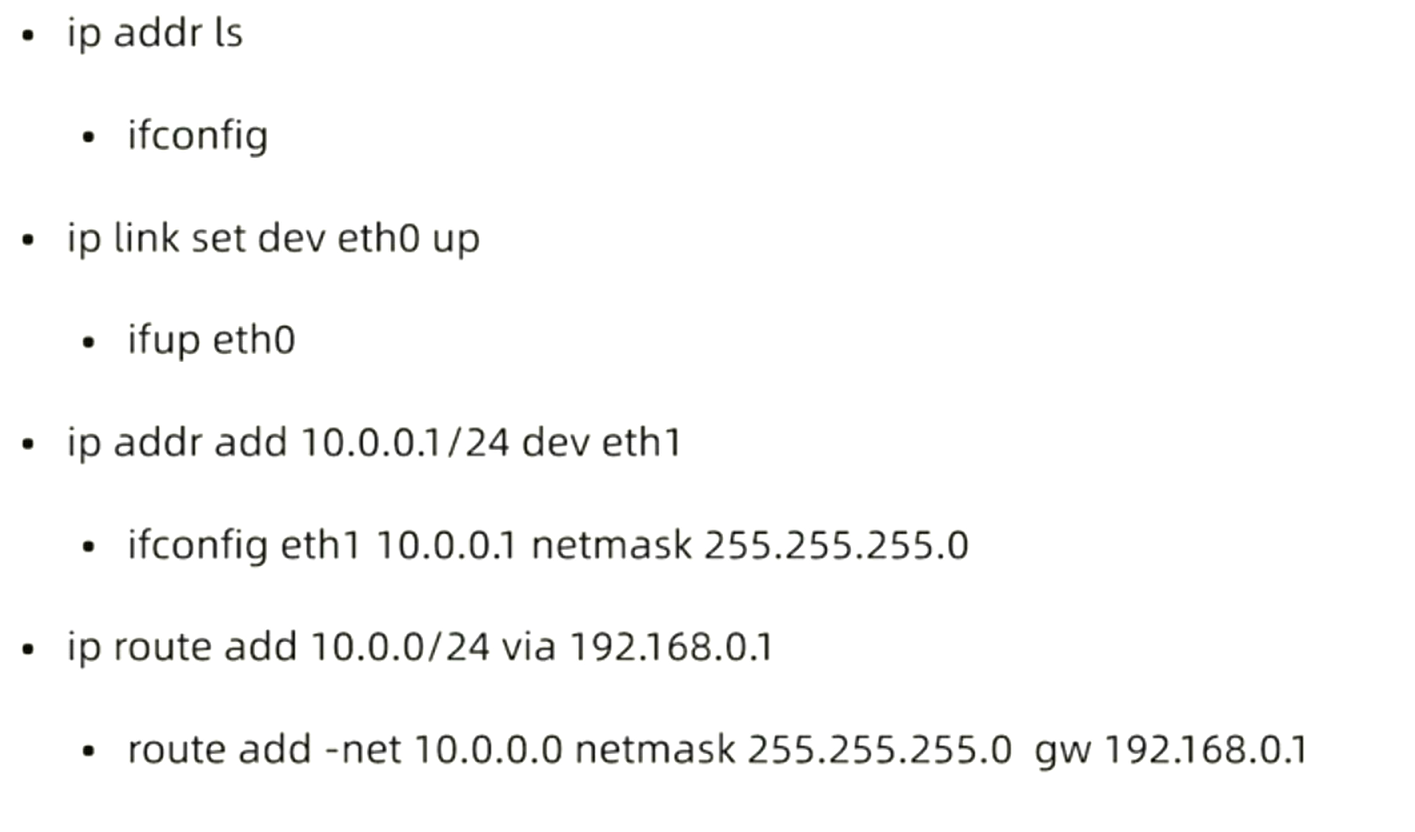 • ip addr ls
• ifconfig
• ip link set dev eth0 up
• ifup eth0
• ip addr add 10.0.0.1/24 dev eth1
• ifconfig eth1 10.0.0.1 netmask 255.255.255.0
• ip route add 10.0.0/24 via 192.168.0.1
• route add -net 10.0.0.0 netmask 255.255.255.0  gw 192.168.0.1